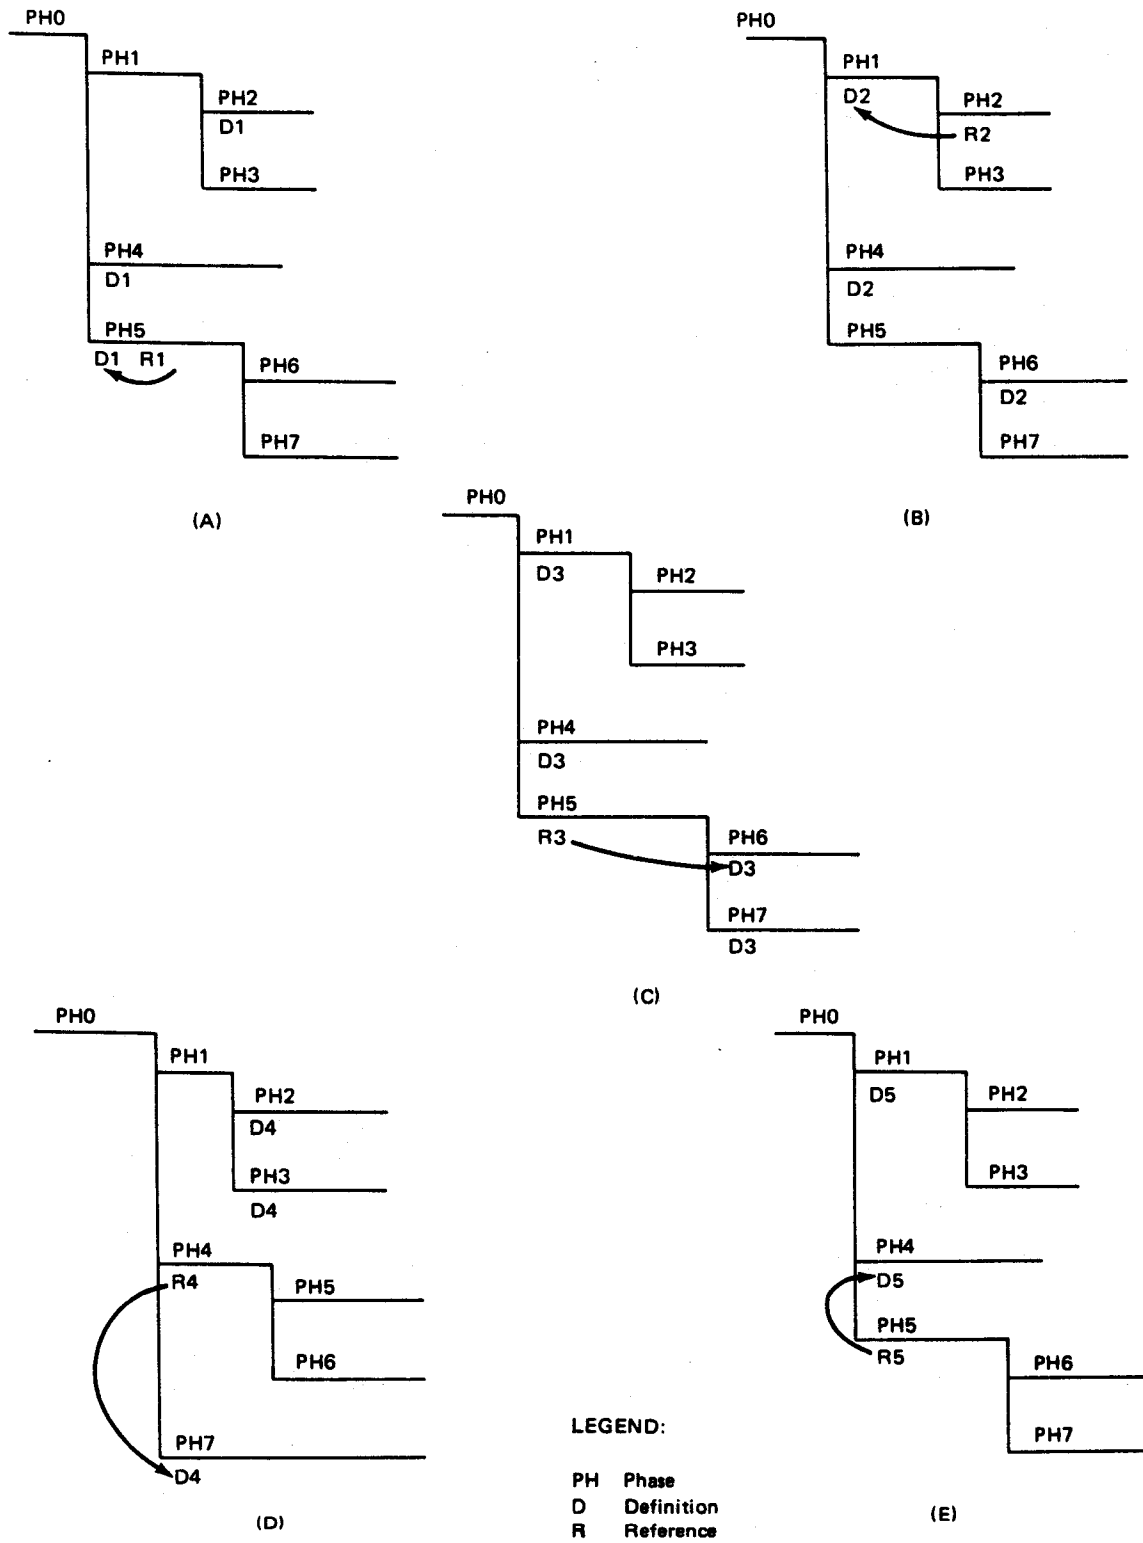 PH0
PH1
PH2
D1
PH3
PH4
D1
PH5
D1 R1
PH6
PH7
(A)
PH0
PH1
D2
PH2
R2
PH3
PH4
D2
PH5
PH6
D2
PH7
(B)
PH0
PH1
D3
PH2
PH3
PH4
D3
PH5
R3
PH6
D3
PH7
D3
(C)
PH0
PH1
PH2
D4
PH3
D4
PH4
R4
PH5
PH6
PH7
D4
(D)
PH0
PH1
D5
PH2
PH3
PH4
D5
PH5
R5
PH6
PH7
(E)
LEGEND:
PH Phase
D Definition
R Reference